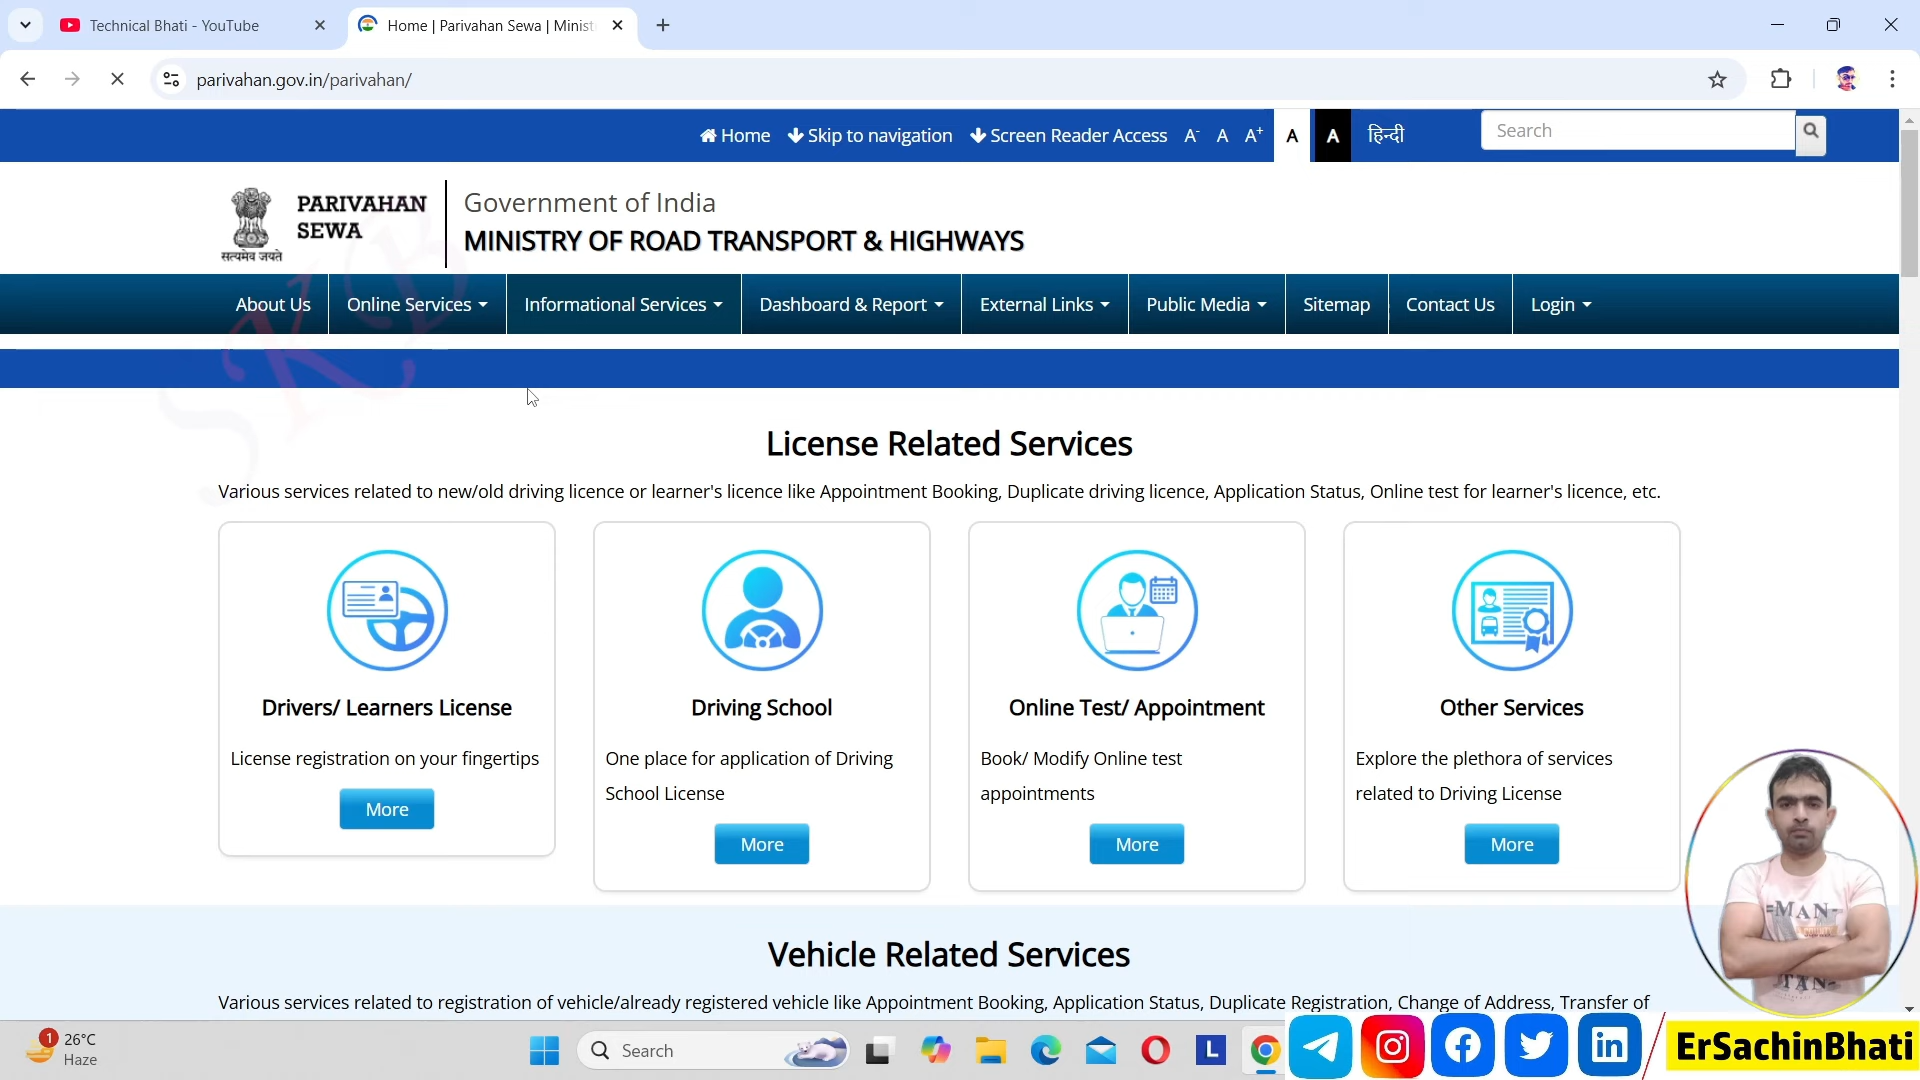 Technical Bhati - YouTube
Home | Parivahan Sewa | Minist
parivahan.gov.in/parivahan/
Home
Skip to navigation
Screen Reader Access
A-
A
A+
A
A
हिन्दी
Search
सत्यमेव जयते
PARIVAHAN
SEWA
Government of India
MINISTRY OF ROAD TRANSPORT & HIGHWAYS
About Us
Online Services
Informational Services
Dashboard & Report
External Links
Public Media
Sitemap
Contact Us
Login
SKB
License Related Services
Various services related to new/old driving licence or learner's licence like Appointment Booking, Duplicate driving licence, Application Status, Online test for learner's licence, etc.
Drivers/ Learners License
License registration on your fingertips
More
Driving School
One place for application of Driving
School License
More
Online Test/ Appointment
Book/ Modify Online test
appointments
More
Other Services
Explore the plethora of services
related to Driving License
More
Vehicle Related Services
Various services related to registration of vehicle/already registered vehicle like Appointment Booking, Application Status, Duplicate Registration, Change of Address, Transfer of
MAN
TAN
1
26°C
Haze
Search
L
in
ErSachinBhati